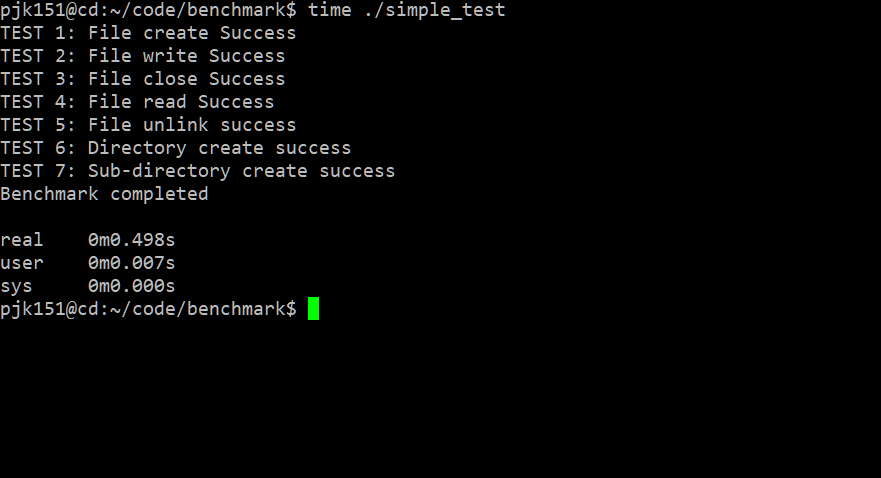 pjk151@cd:~/code/benchmark$ time ./simple_test
TEST 1: File create Success
TEST 2: File write Success
TEST 3: File close Success
TEST 4: File read Success
TEST 5: File unlink success
TEST 6: Directory create success
TEST 7: Sub-directory create success
Benchmark completed
real    0m0.498s
user    0m0.007s
sys     0m0.000s
pjk151@cd:~/code/benchmark$